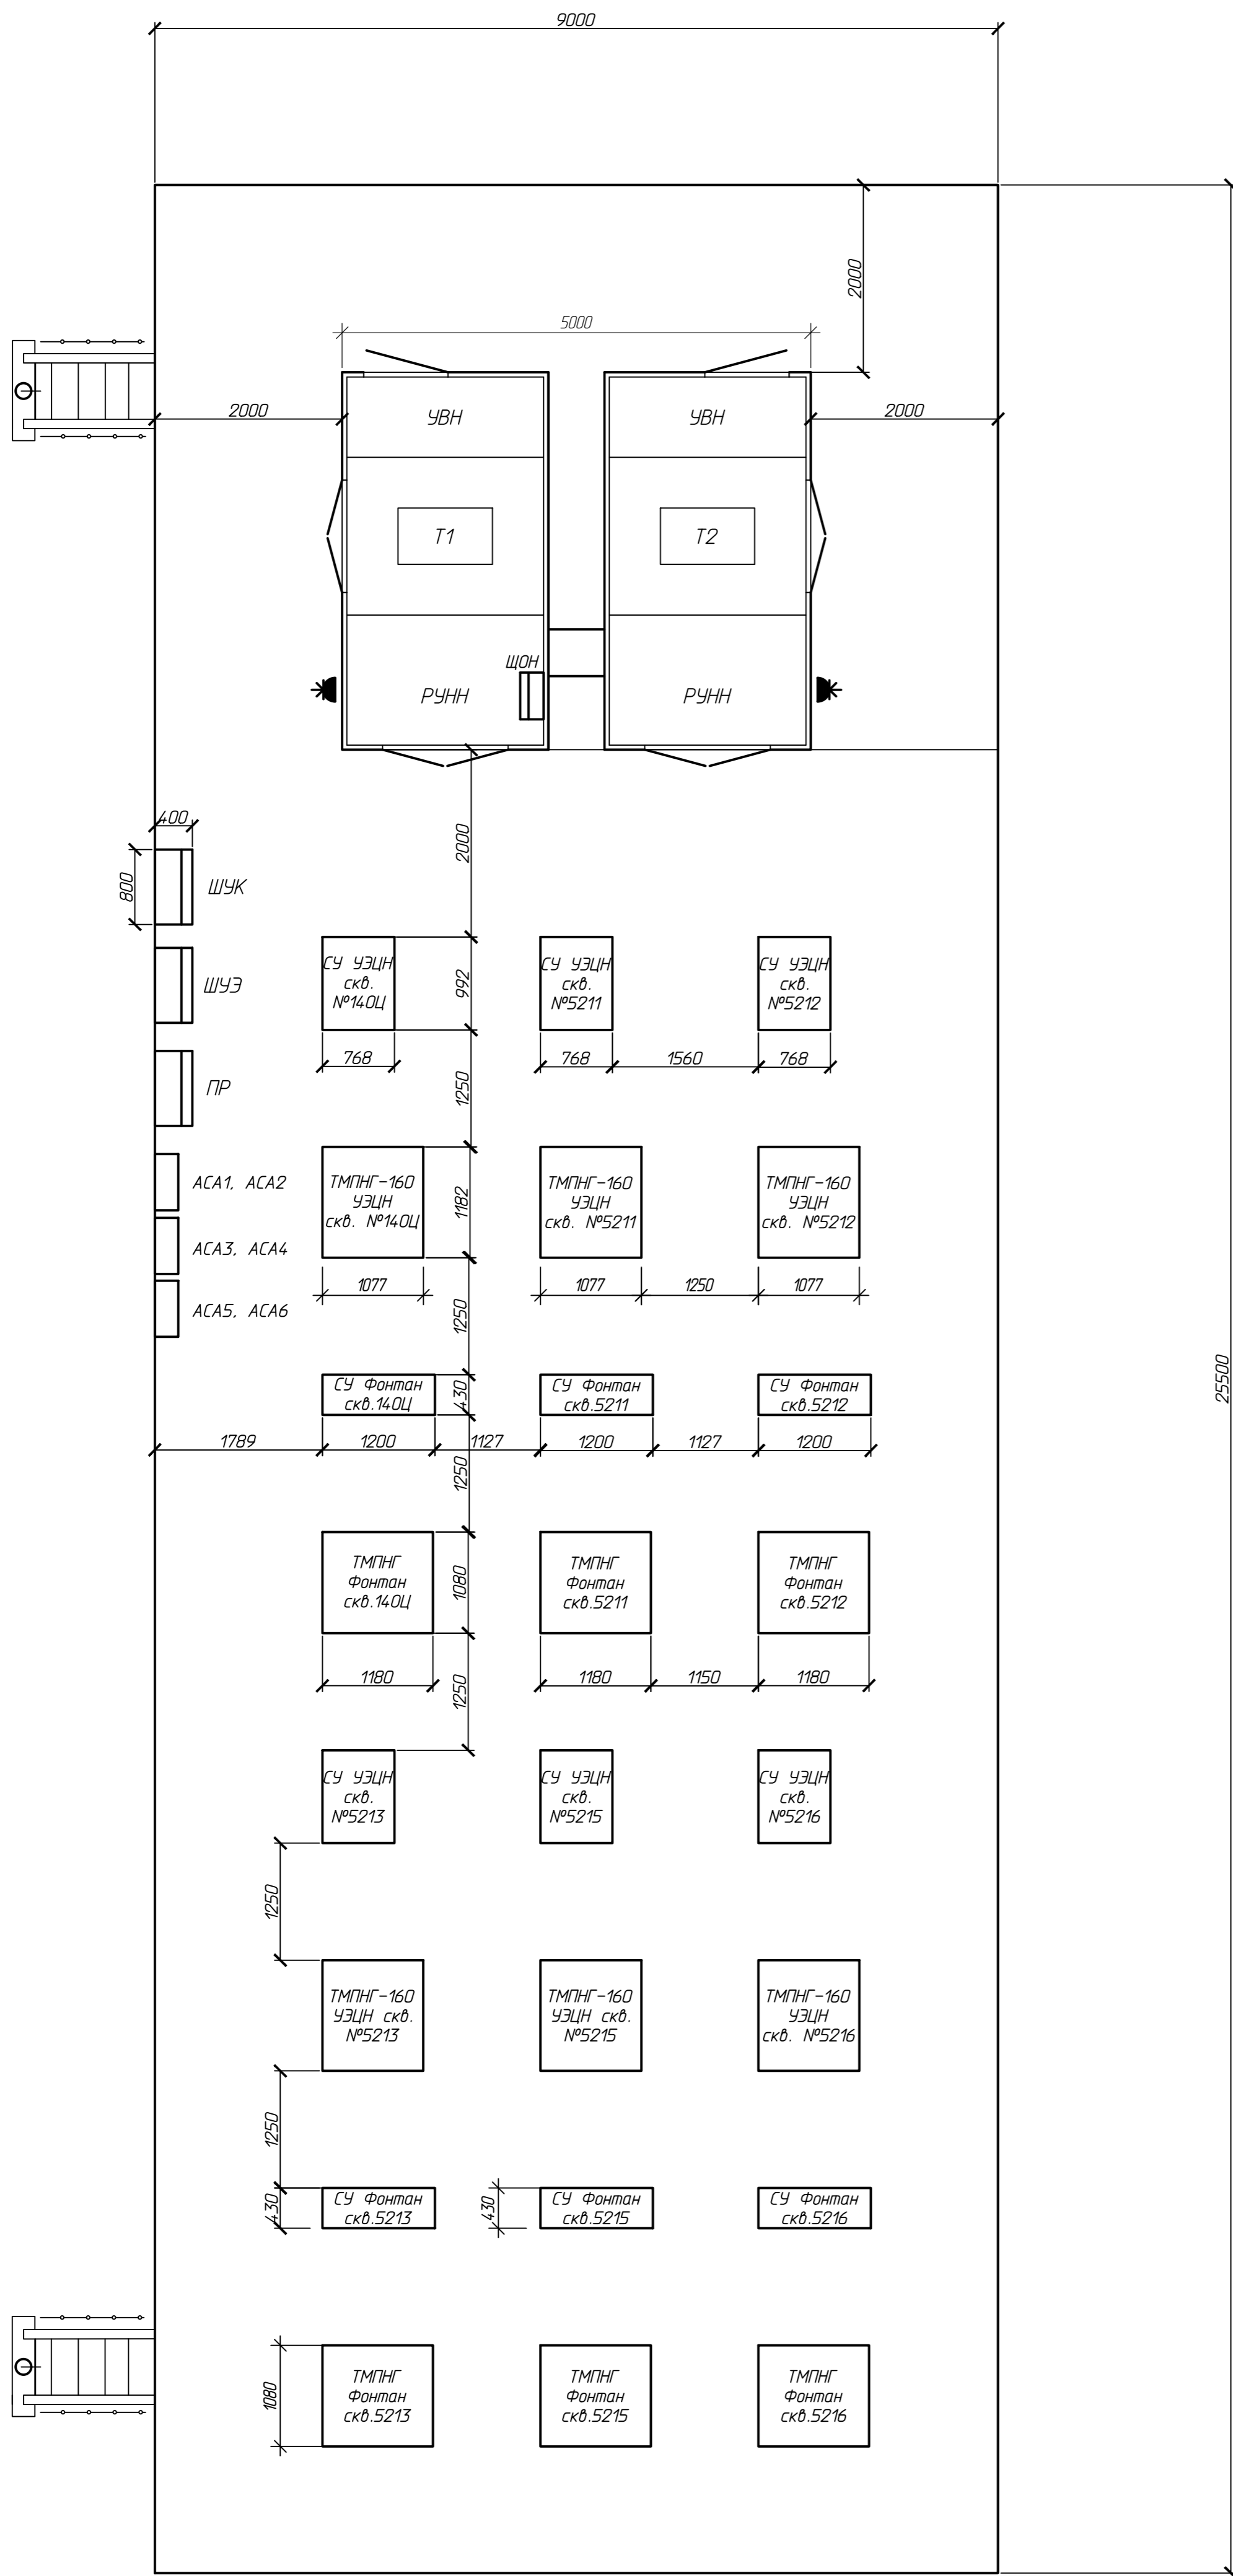 9000
2000
5000
2000
2000
УВН
УВН
Т1
Т2
ЩОН
РУНН
РУНН
400
2000
800
ШУК
СУ УЭЦН
скв.
№140Ц
992
СУ УЭЦН
скв.
№5211
СУ УЭЦН
скв.
№5212
ШУЭ
768
768
1560
768
ПР
1250
АСА1, АСА2
ТМПНГ-160
УЭЦН
скв. №140Ц
1182
ТМПНГ-160
УЭЦН
скв. №5211
ТМПНГ-160
УЭЦН
скв. №5212
АСА3, АСА4
1077
1077
1250
1077
АСА5, АСА6
1250
25500
СУ Фонтан
скв.140Ц
430
СУ Фонтан
скв.5211
СУ Фонтан
скв.5212
1789
1200
1127
1200
1127
1200
1250
ТМПНГ
Фонтан
скв.140Ц
1080
ТМПНГ
Фонтан
скв.5211
ТМПНГ
Фонтан
скв.5212
1180
1250
1180
1150
1180
СУ УЭЦН
скв.
№5213
СУ УЭЦН
скв.
№5215
СУ УЭЦН
скв.
№5216
1250
ТМПНГ-160
УЭЦН скв.
№5213
ТМПНГ-160
УЭЦН скв.
№5215
ТМПНГ-160
УЭЦН
скв. №5216
1250
430
СУ Фонтан
скв.5213
430
СУ Фонтан
скв.5215
СУ Фонтан
скв.5216
1080
ТМПНГ
Фонтан
скв.5213
ТМПНГ
Фонтан
скв.5215
ТМПНГ
Фонтан
скв.5216